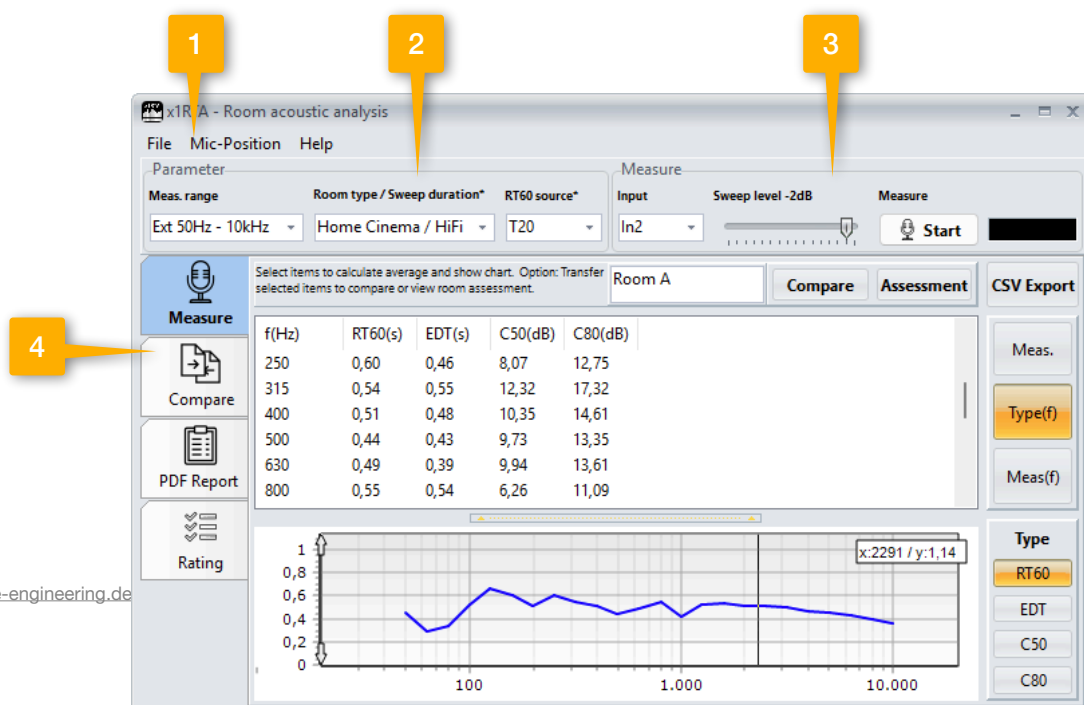 1
2
3
x1RTA - Room acoustic analysis
File Mic-Position Help
Parameter
Measure
Meas. range
Room type / Sweep duration*
RT60 source*
Input
Sweep level -2dB
Measure
Ext 50Hz - 10kHz
Home Cinema / HiFi
T20
In2
Start
Measure
Select items to calculate average and show chart. Option: Transfer
selected items to compare or view room assessment.
Room A
Compare
Assessment
CSV Export
4
Compare
PDF Report
Rating
f(Hz) RT60(s) EDT(s) C50(dB) C80(dB)
250 0,60 0,46 8,07 12,75
315 0,54 0,55 12,32 17,32
400 0,51 0,48 10,35 14,61
500 0,44 0,43 9,73 13,35
630 0,49 0,39 9,94 13,61
800 0,55 0,54 6,26 11,09
Meas.
Type(f)
Meas(f)
x:2291 / y:1,14
1
0,8
0,6
0,4
0,2
0
100
1.000
10.000
Type
RT60
EDT
C50
C80
e-engineering.de